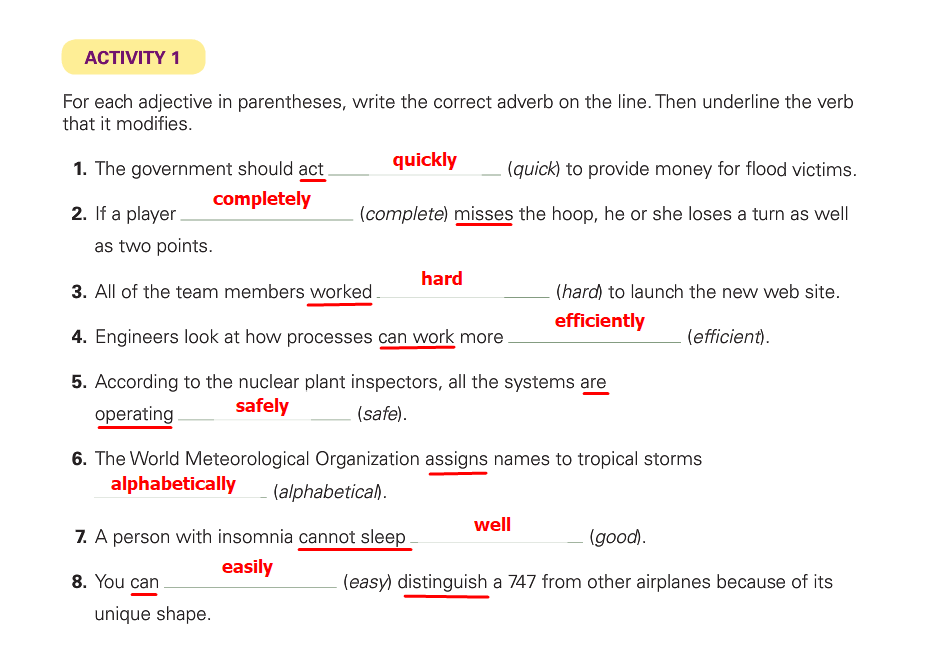 ACTIVITY 1
For each adjective in parentheses, write the correct adverb on the line. Then underline the verb
that it modifies.
1. The government should act quickly (quick) to provide money for flood victims.
2. If a player completely (complete) misses the hoop, he or she loses a turn as well
as two points.
3. All of the team members worked hard (hard) to launch the new web site.
4. Engineers look at how processes can work more efficiently (efficient).
5. According to the nuclear plant inspectors, all the systems are
operating safely (safe).
6. The World Meteorological Organization assigns names to tropical storms
alphabetically (alphabetical).
7. A person with insomnia cannot sleep well (good).
8. You can easily (easy) distinguish a 747 from other airplanes because of its
unique shape.